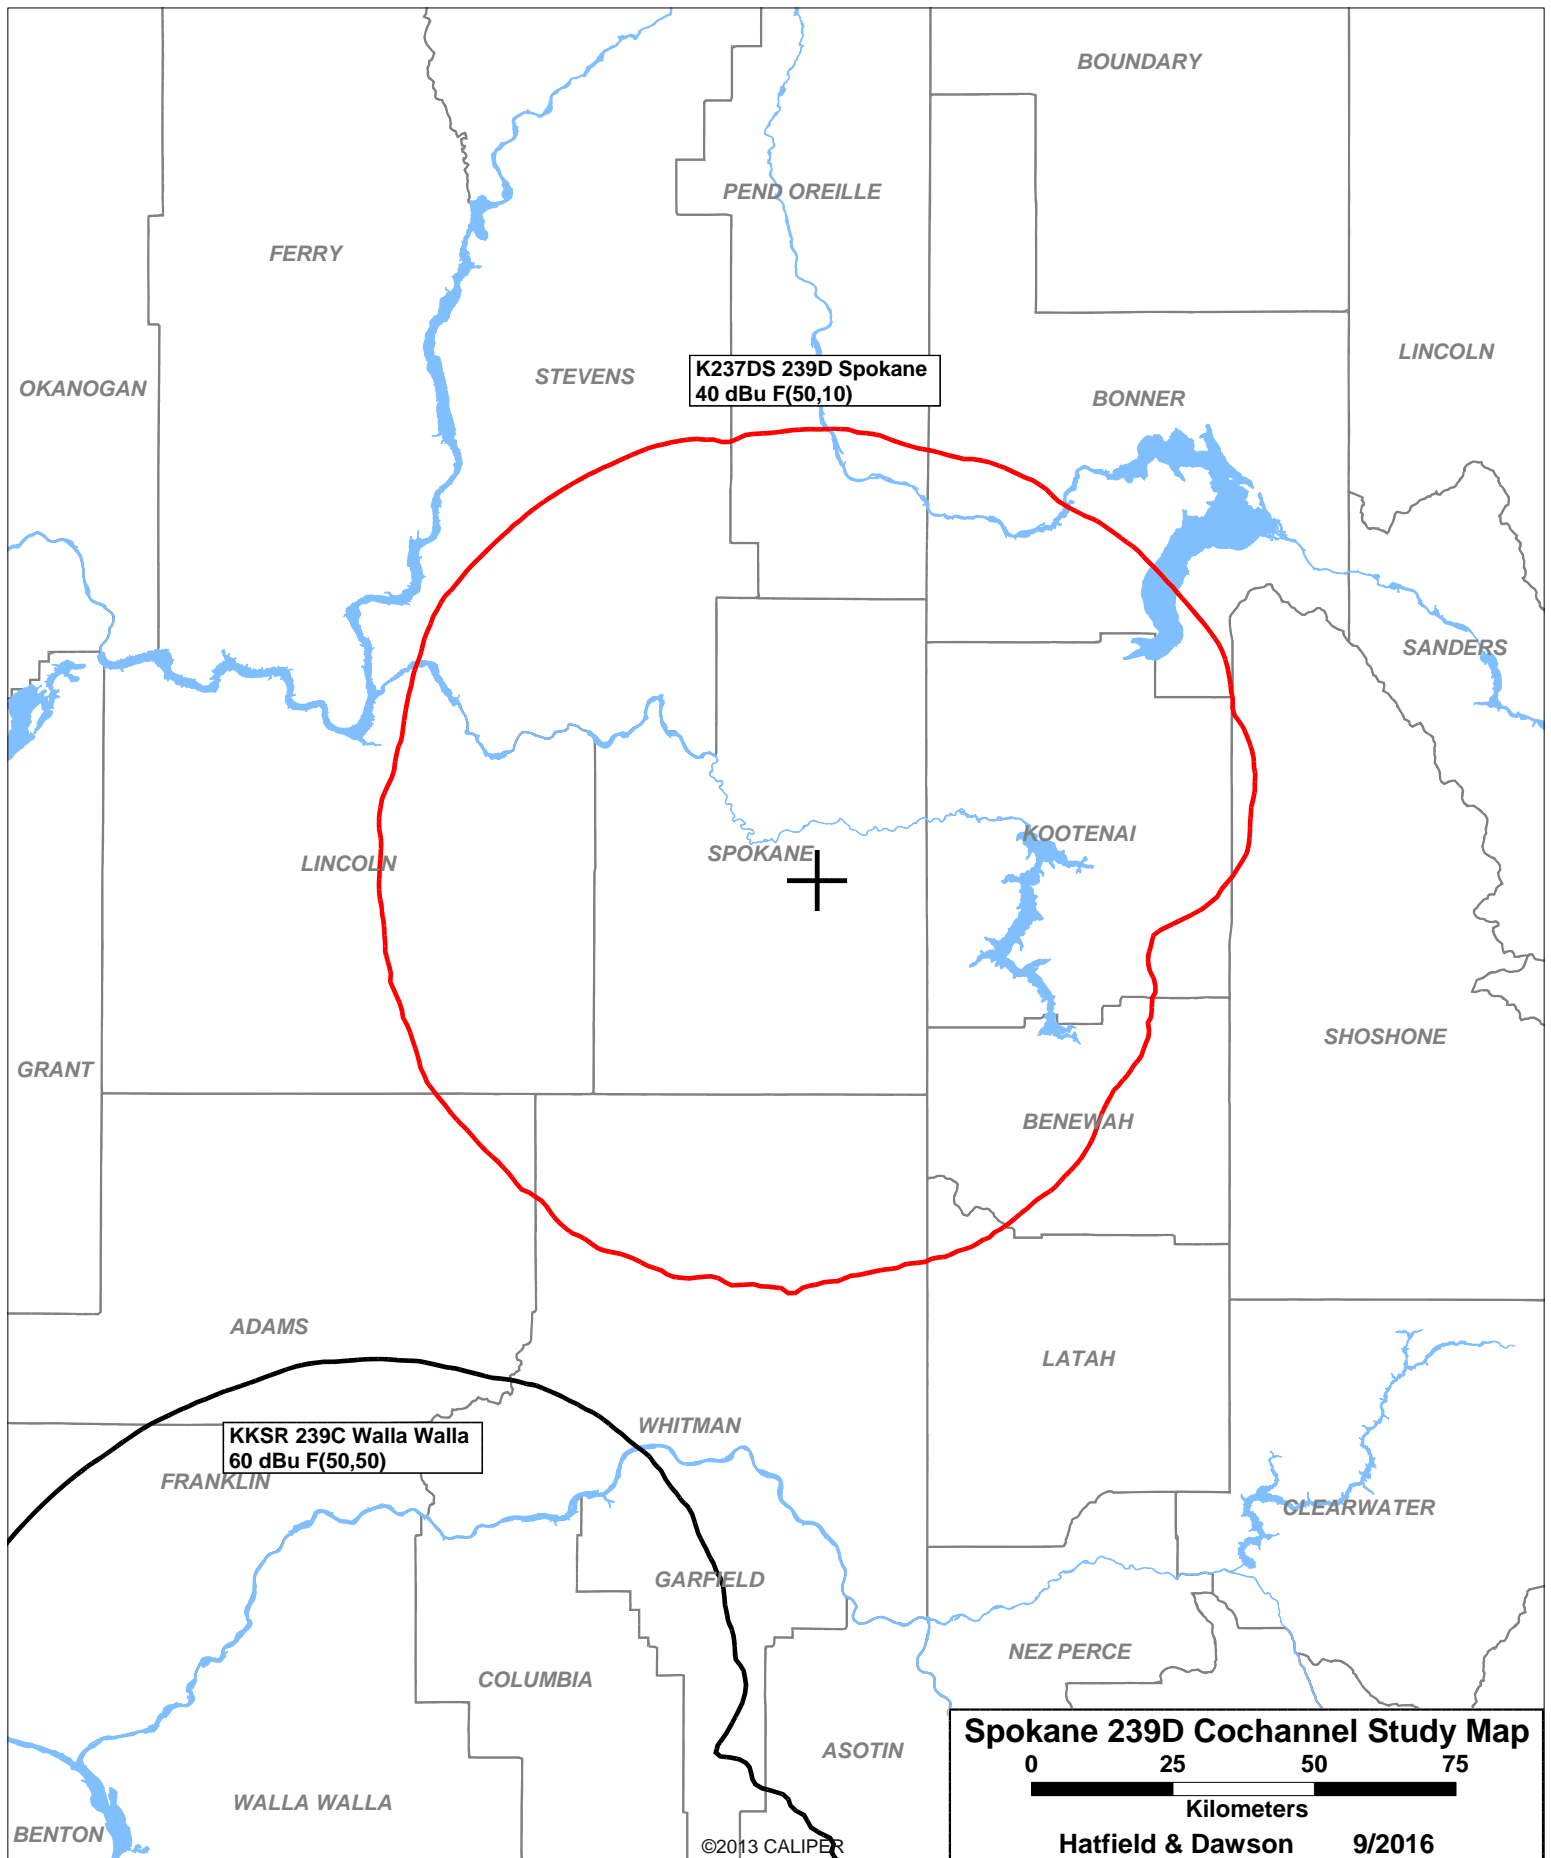 BOUNDARY
PEND OREILLE
FERRY
LINCOLN
K237DS 239D Spokane
40 dBu F(50,10)
STEVENS
OKANOGAN
BONNER
SANDERS
KOOTENAI
SPOKANE
LINCOLN
SHOSHONE
GRANT
BENEWAH
ADAMS
LATAH
WHITMAN
KKSR 239C Walla Walla
60 dBu F(50,50)
FRANKLIN
CLEARWATER
GARFIELD
NEZ PERCE
COLUMBIA
ASOTIN
WALLA WALLA
BENTON
©2013 CALIPER
Spokane 239D Cochannel Study Map
0 25 50 75
Kilometers
Hatfield & Dawson 9/2016